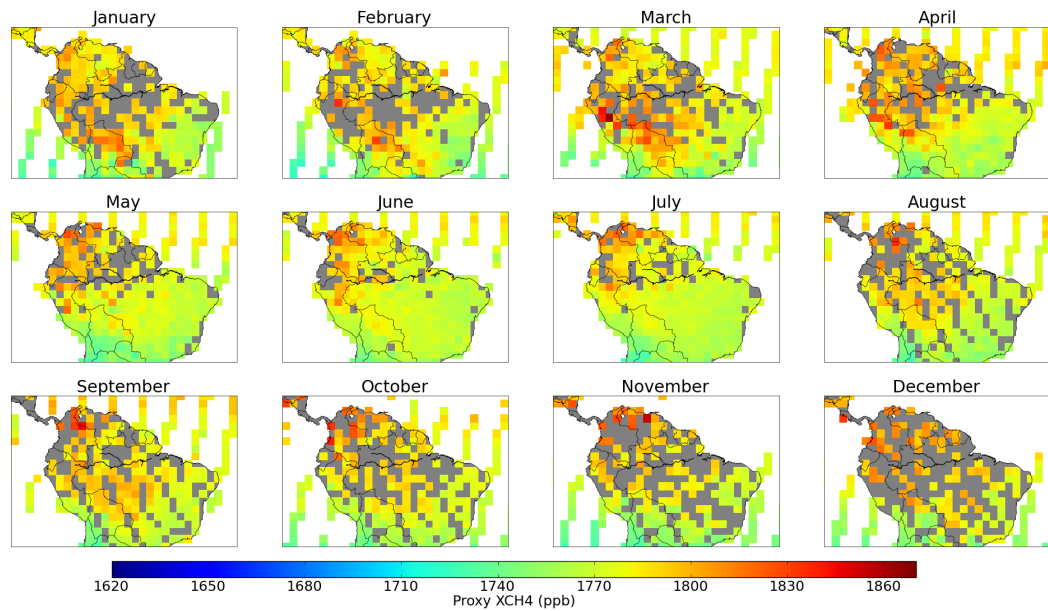 January February March April
May June July August
September October November December
1620 1650 1680 1710 1740 1770 1800 1830 1860
Proxy XCH4 (ppb)